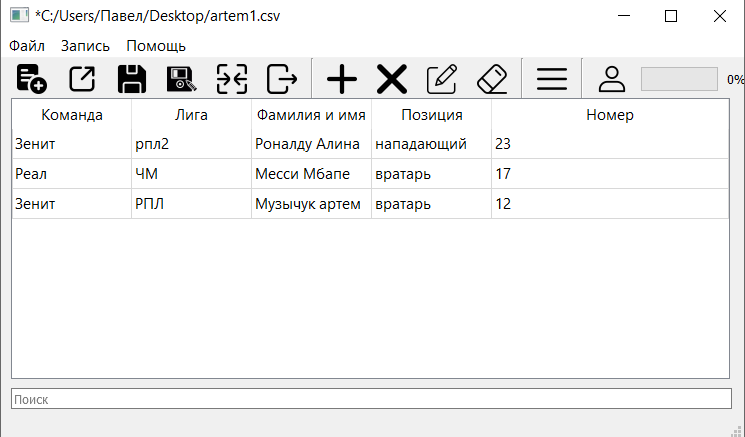 *C:/Users/Павел/Desktop/artem1.csv
Файл Запись Помощь
0%
Команда Лига Фамилия и имя Позиция Номер
Зенит рпл2 Роналду Алина нападающий 23
Реал ЧМ Месси Мбапе вратарь 17
Зенит РПЛ Музычук артем вратарь 12
Поиск